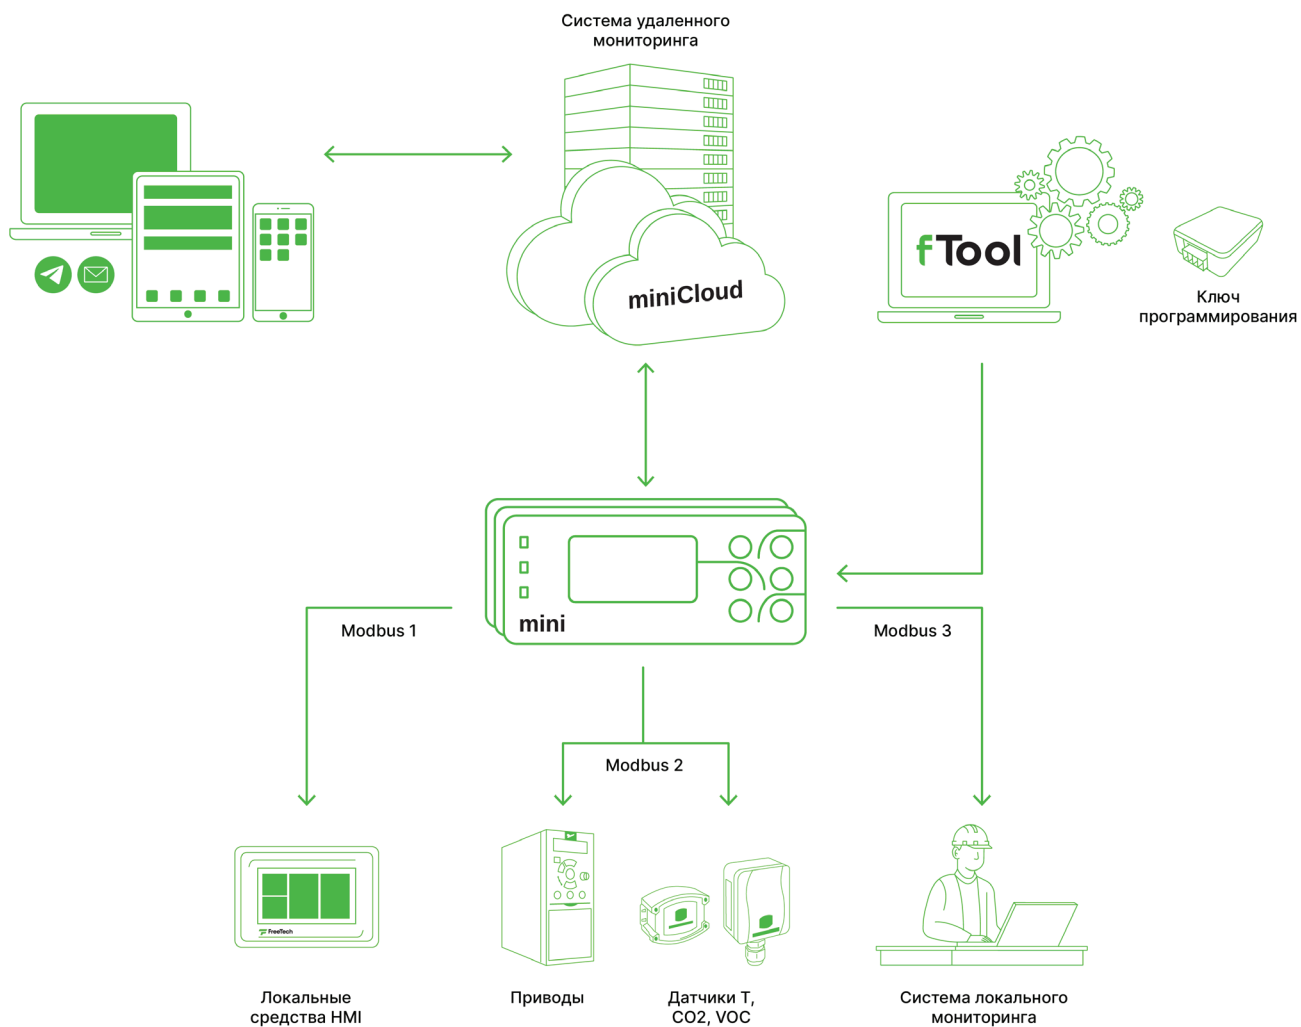 Система удаленного
мониторинга
miniCloud
fTool
Ключ
программирования
mini
Modbus 1
Modbus 3
Modbus 2
FreeTech
Локальные
средства HMI
Приводы
Датчики T,
CO2, VOC
Система локального
мониторинга